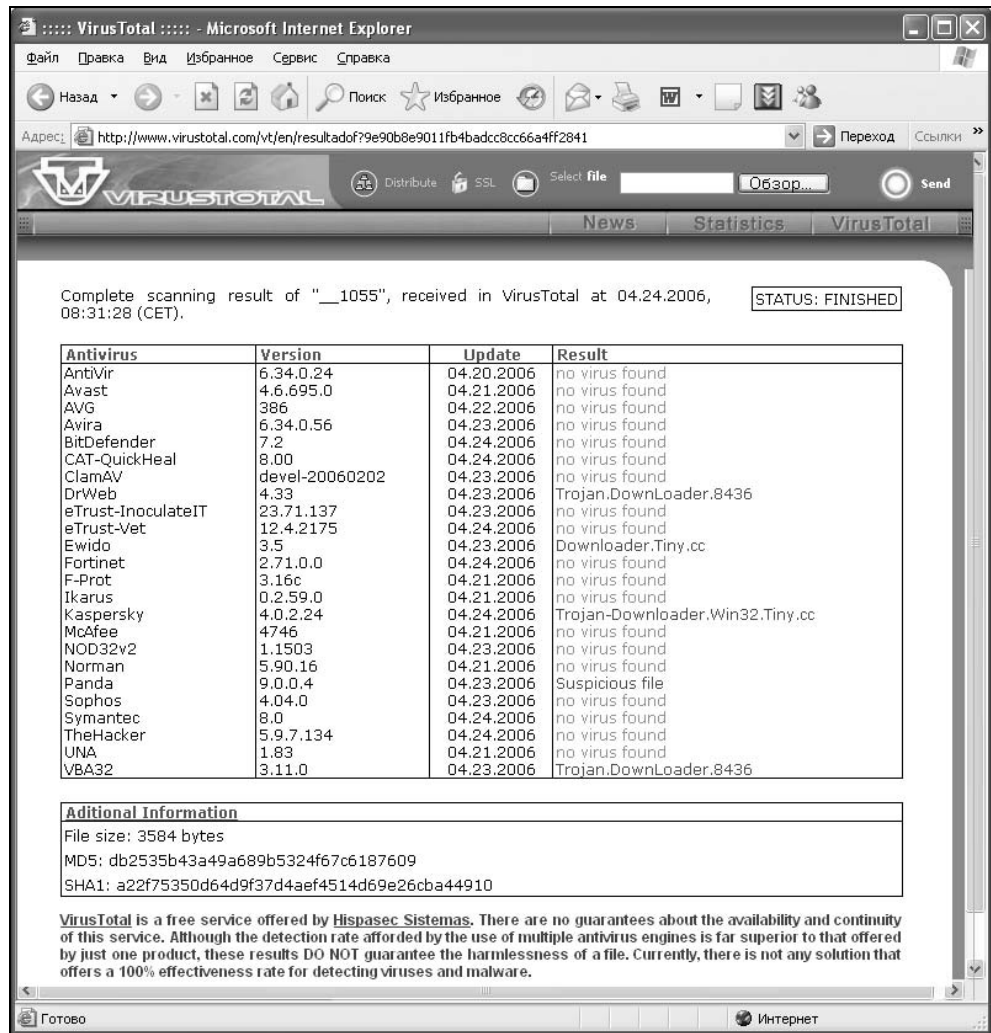 ::::: VirusTotal ::::: - Microsoft Internet Explorer
Файл Правка Вид Избранное Сервис Справка
Назад Поиск Избранное
Адрес: http://www.virustotal.com/vt/en/resultadof?9e90b8e9011fb4badcc8cc66a4ff2841 Переход Ссылки »
VIRUSTOTAL Distribute SSL Select file Обзор... Send
News Statistics VirusTotal
Complete scanning result of "__1055", received in VirusTotal at 04.24.2006, STATUS: FINISHED
08:31:28 (CET).
Antivirus Version Update Result
AntiVir 6.34.0.24 04.20.2006 no virus found
Avast 4.6.695.0 04.21.2006 no virus found
AVG 386 04.22.2006 no virus found
Avira 6.34.0.56 04.23.2006 no virus found
BitDefender 7.2 04.24.2006 no virus found
CAT-QuickHeal 8.00 04.24.2006 no virus found
ClamAV devel-20060202 04.23.2006 no virus found
DrWeb 4.33 04.23.2006 Trojan.DownLoader.8436
eTrust-InoculateIT 23.71.137 04.23.2006 no virus found
eTrust-Vet 12.4.2175 04.24.2006 no virus found
Ewido 3.5 04.23.2006 Downloader.Tiny.cc
Fortinet 2.71.0.0 04.24.2006 no virus found
F-Prot 3.16c 04.21.2006 no virus found
Ikarus 0.2.59.0 04.21.2006 no virus found
Kaspersky 4.0.2.24 04.24.2006 Trojan-Downloader.Win32.Tiny.cc
McAfee 4746 04.21.2006 no virus found
NOD32v2 1.1503 04.23.2006 no virus found
Norman 5.90.16 04.21.2006 no virus found
Panda 9.0.0.4 04.23.2006 Suspicious file
Sophos 4.04.0 04.23.2006 no virus found
Symantec 8.0 04.24.2006 no virus found
TheHacker 5.9.7.134 04.24.2006 no virus found
UNA 1.83 04.21.2006 no virus found
VBA32 3.11.0 04.23.2006 Trojan.DownLoader.8436
Aditional Information
File size: 3584 bytes
MD5: db2535b43a49a689b5324f67c6187609
SHA1: a22f75350d64d9f37d4aef4514d69e26cba44910
VirusTotal is a free service offered by Hispasec Sistemas. There are no guarantees about the availability and continuity
of this service. Although the detection rate afforded by the use of multiple antivirus engines is far superior to that offered
by just one product, these results DO NOT guarantee the harmlessness of a file. Currently, there is not any solution that
offers a 100% effectiveness rate for detecting viruses and malware.
Готово Интернет